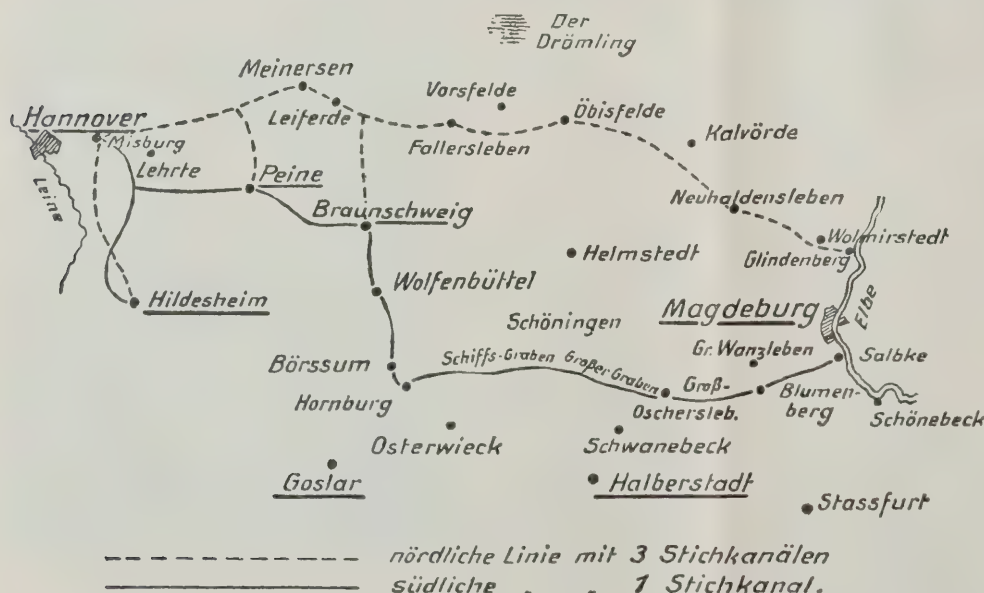 Der
Drömling
Meinersen
Vorsfelde
Hannover
Leiferde
Öbisfelde
Misburg
Fallersleben
Kalvörde
Lehrte
Peine
Leine
Neuhaldensleben
Braunschweig
Wolmirstedt
Helmstedt
Glindenberg
Wolfenbüttel
Hildesheim
Magdeburg
Elbe
Schöningen
Gr. Wanzleben
Salbke
Börssum
Schiffs-Graben Großer Graben
Groß-
Hornburg
Oschersleb.
Blumen-
berg
Schönebeck
Osterwieck
Schwanebeck
Goslar
Halberstadt
Stassfurt
nördliche Linie mit 3 Stichkanälen
südliche " " 1 Stichkanal.